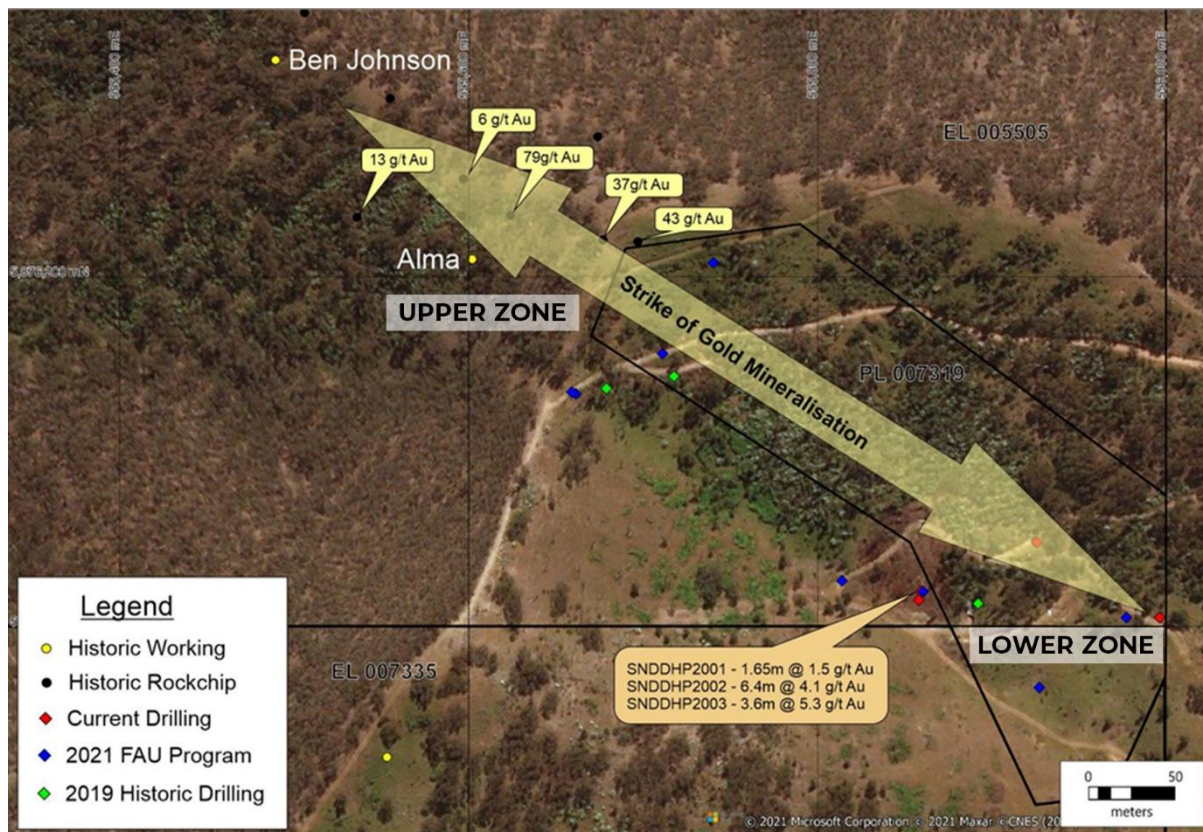 Ben Johnson
EL 005505
6 g/t Au
13 g/t Au
79g/t Au
37g/t Au
43 g/t Au
Alma
UPPER ZONE
Strike of Gold Mineralisation
PL 007319
LOWER ZONE
EL 007335
SNDDHP2001 - 1.65m @ 1.5 g/t Au
SNDDHP2002 - 6.4m @ 4.1 g/t Au
SNDDHP2003 - 3.6m @ 5.3 g/t Au
Legend
Historic Working
Historic Rockchip
Current Drilling
2021 FAU Program
2019 Historic Drilling
0 50
meters
© 2021 Microsoft Corporation © 2021 Maxar ©CNES (20